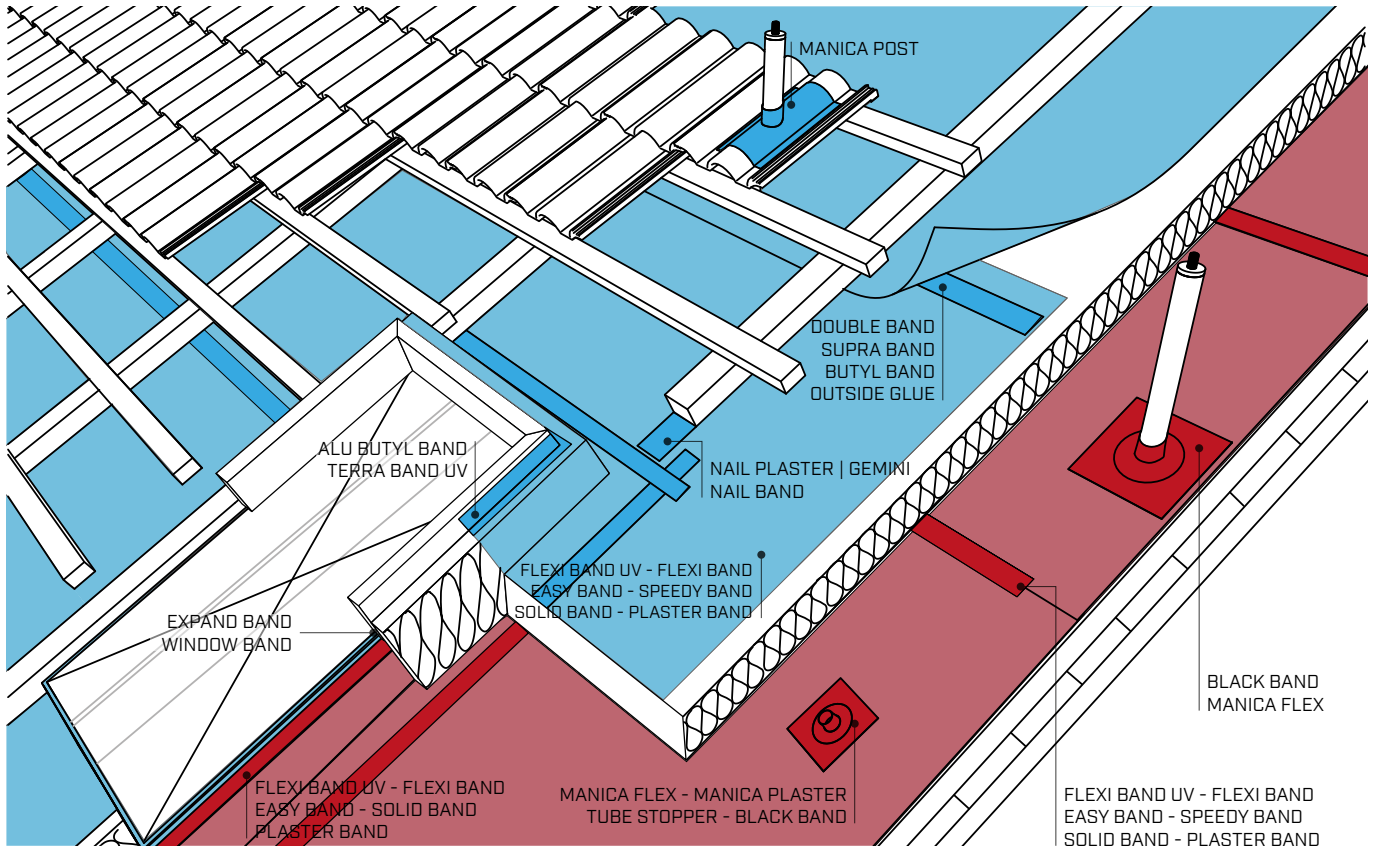 MANICA POST
DOUBLE BAND
SUPRA BAND
BUTYL BAND
OUTSIDE GLUE
ALU BUTYL BAND
TERRA BAND UV
NAIL PLASTER | GEMINI
NAIL BAND
FLEXI BAND UV - FLEXI BAND
EASY BAND - SPEEDY BAND
SOLID BAND - PLASTER BAND
EXPAND BAND
WINDOW BAND
BLACK BAND
MANICA FLEX
FLEXI BAND UV - FLEXI BAND
EASY BAND - SOLID BAND
PLASTER BAND
MANICA FLEX - MANICA PLASTER
TUBE STOPPER - BLACK BAND
FLEXI BAND UV - FLEXI BAND
EASY BAND - SPEEDY BAND
SOLID BAND - PLASTER BAND